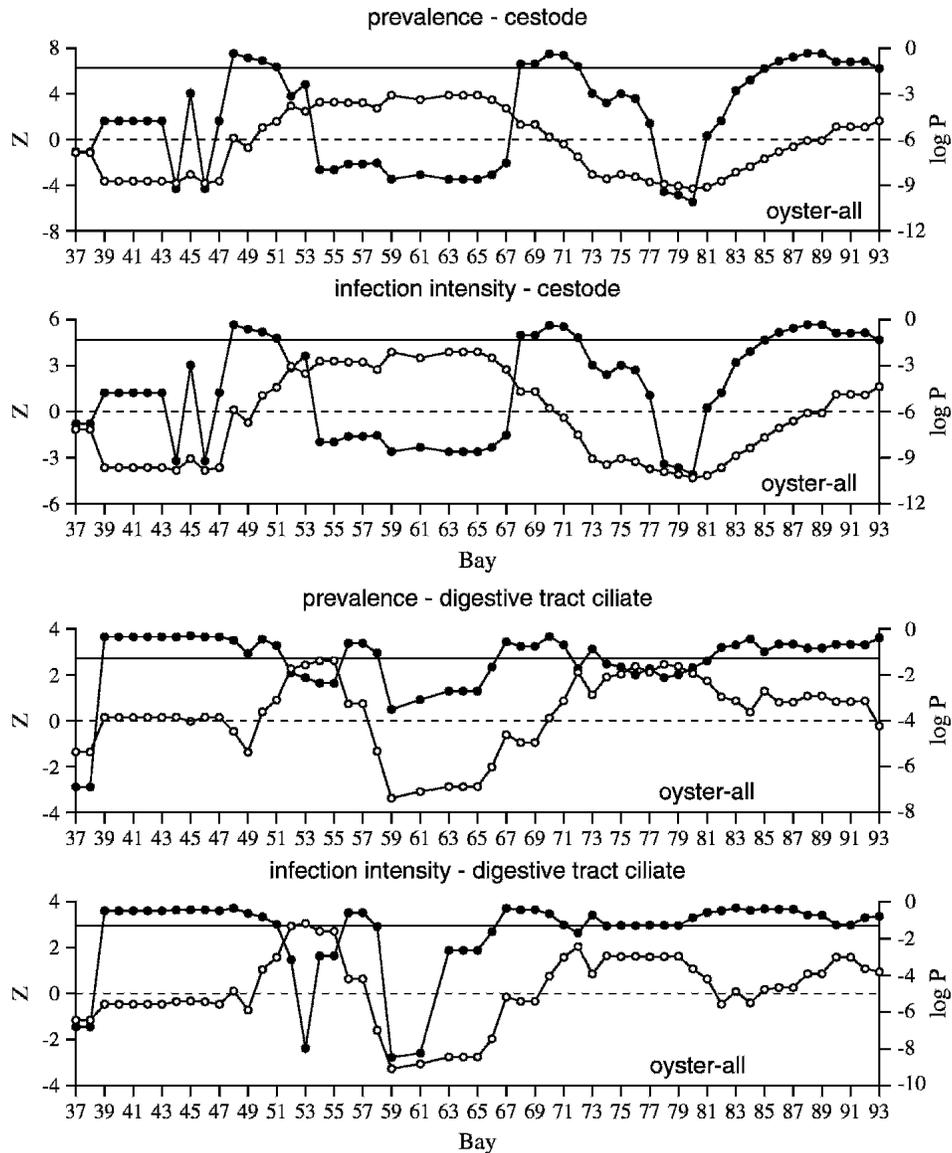 prevalence - cestode
8 0
4 -3
Z 0 -6 log P
-4 -9
oyster-all
-8 -12
37 39 41 43 45 47 49 51 53 55 57 59 61 63 65 67 69 71 73 75 77 79 81 83 85 87 89 91 93
infection intensity - cestode
6 0
3 -3
Z 0 -6 log P
-3 -9
oyster-all
-6 -12
37 39 41 43 45 47 49 51 53 55 57 59 61 63 65 67 69 71 73 75 77 79 81 83 85 87 89 91 93
Bay
prevalence - digestive tract ciliate
4 0
2 -2
Z 0 -4 log P
-2 -6
oyster-all
-4 -8
37 39 41 43 45 47 49 51 53 55 57 59 61 63 65 67 69 71 73 75 77 79 81 83 85 87 89 91 93
infection intensity - digestive tract ciliate
4 0
2 -2
-4
Z 0 log P
-6
-2 -8
oyster-all
-4 -10
37 39 41 43 45 47 49 51 53 55 57 59 61 63 65 67 69 71 73 75 77 79 81 83 85 87 89 91 93
Bay